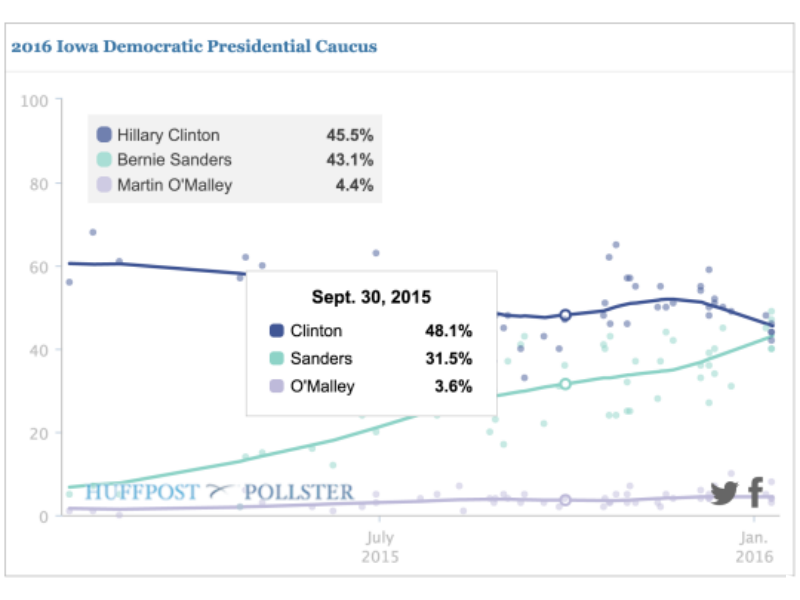 2016 Iowa Democratic Presidential Caucus
100
Hillary Clinton 45.5%
Bernie Sanders 43.1%
Martin O'Malley 4.4%
80
60
Sept. 30, 2015
Clinton 48.1%
Sanders 31.5%
O'Malley 3.6%
40
20
HUFFPOST POLLSTER
0
July
2015
Jan.
2016